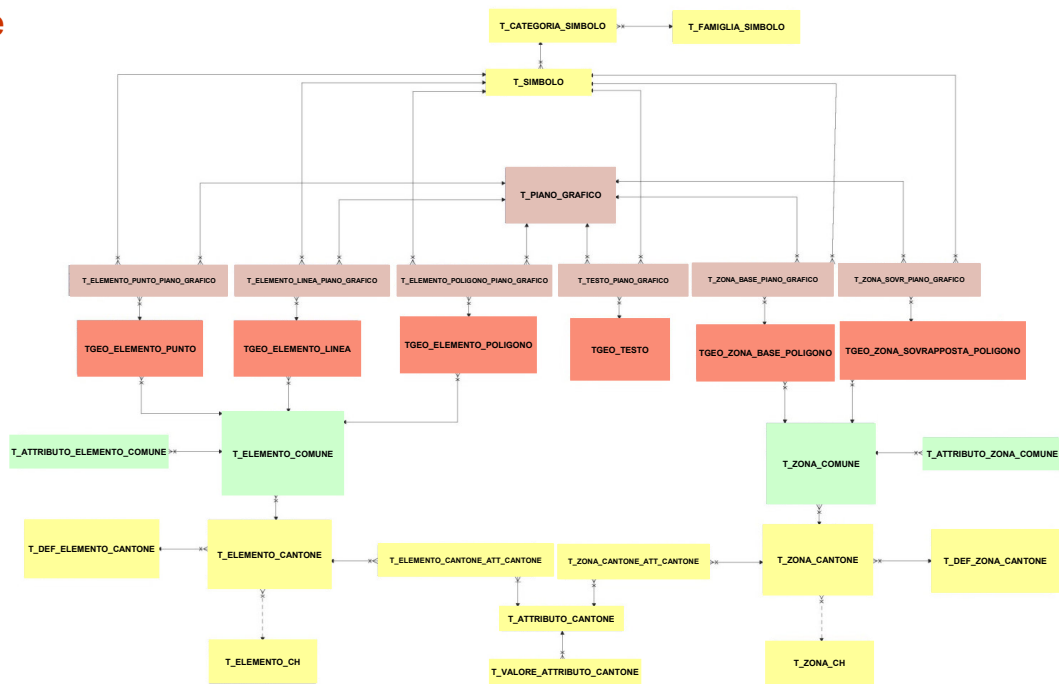 e
T_CATEGORIA_SIMBOLO
T_FAMIGLIA_SIMBOLO
T_SIMBOLO
T_PIANO_GRAFICO
T_ELEMENTO_PUNTO_PIANO_GRAFICO
T_ELEMENTO_LINEA_PIANO_GRAFICO
T_ELEMENTO_POLIGONO_PIANO_GRAFICO
T_TESTO_PIANO_GRAFICO
T_ZONA_BASE_PIANO_GRAFICO
T_ZONA_SOVR_PIANO_GRAFICO
TGEO_ELEMENTO_PUNTO
TGEO_ELEMENTO_LINEA
TGEO_ELEMENTO_POLIGONO
TGEO_TESTO
TGEO_ZONA_BASE_POLIGONO
TGEO_ZONA_SOVRAPPOSTA_POLIGONO
T_ATTRIBUTO_ELEMENTO_COMUNE
T_ELEMENTO_COMUNE
T_ZONA_COMUNE
T_ATTRIBUTO_ZONA_COMUNE
T_DEF_ELEMENTO_CANTONE
T_ELEMENTO_CANTONE
T_ELEMENTO_CANTONE_ATT_CANTONE
T_ZONA_CANTONE_ATT_CANTONE
T_ZONA_CANTONE
T_DEF_ZONA_CANTONE
T_ATTRIBUTO_CANTONE
T_ELEMENTO_CH
T_VALORE_ATTRIBUTO_CANTONE
T_ZONA_CH